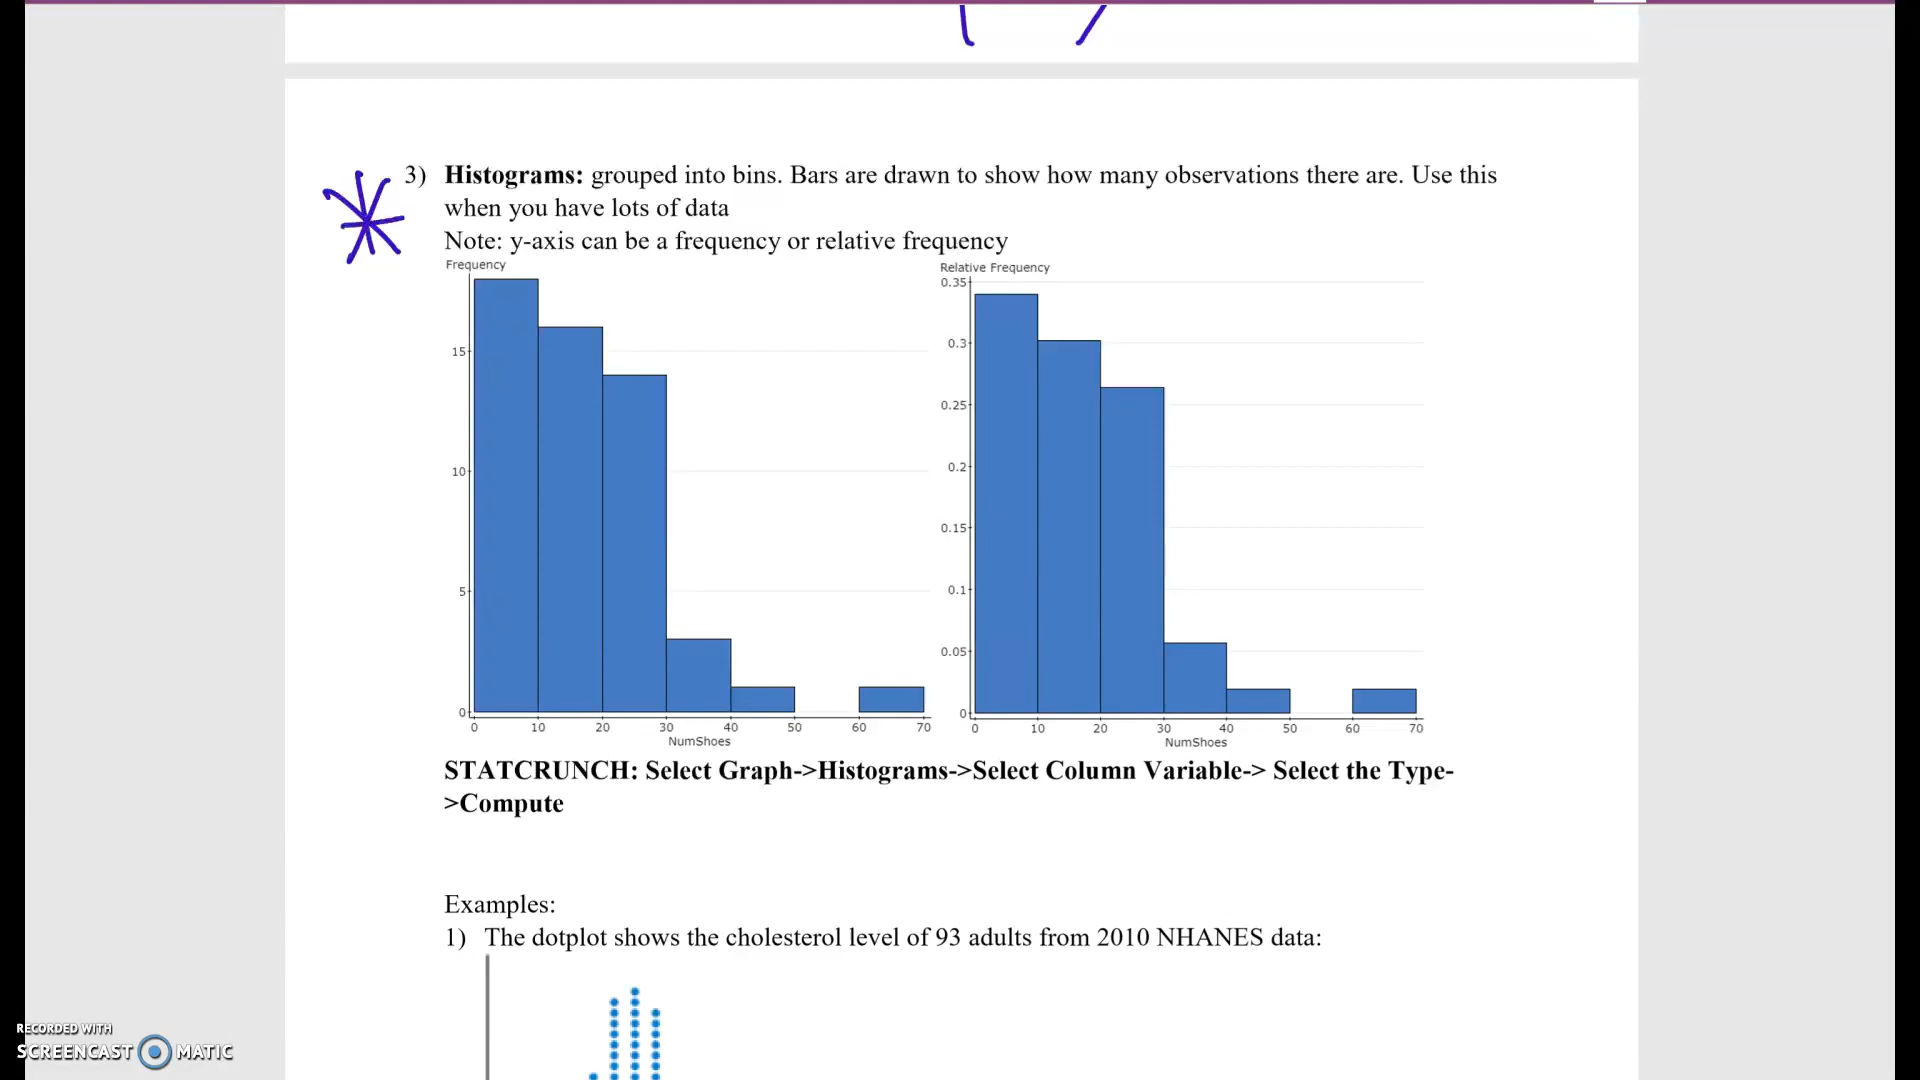 3) Histograms: grouped into bins. Bars are drawn to show how many observations there are. Use this
when you have lots of data
Note: y-axis can be a frequency or relative frequency
Frequency
15
10
5
0
0 10 20 30 40 50 60 70
NumShoes
Relative Frequency
0.35
0.3
0.25
0.2
0.15
0.1
0.05
0
0 10 20 30 40 50 60 70
NumShoes
STATCRUNCH: Select Graph->Histograms->Select Column Variable-> Select the Type-
>Compute
Examples:
1) The dotplot shows the cholesterol level of 93 adults from 2010 NHANES data:
RECORDED WITH
SCREENCAST MATIC